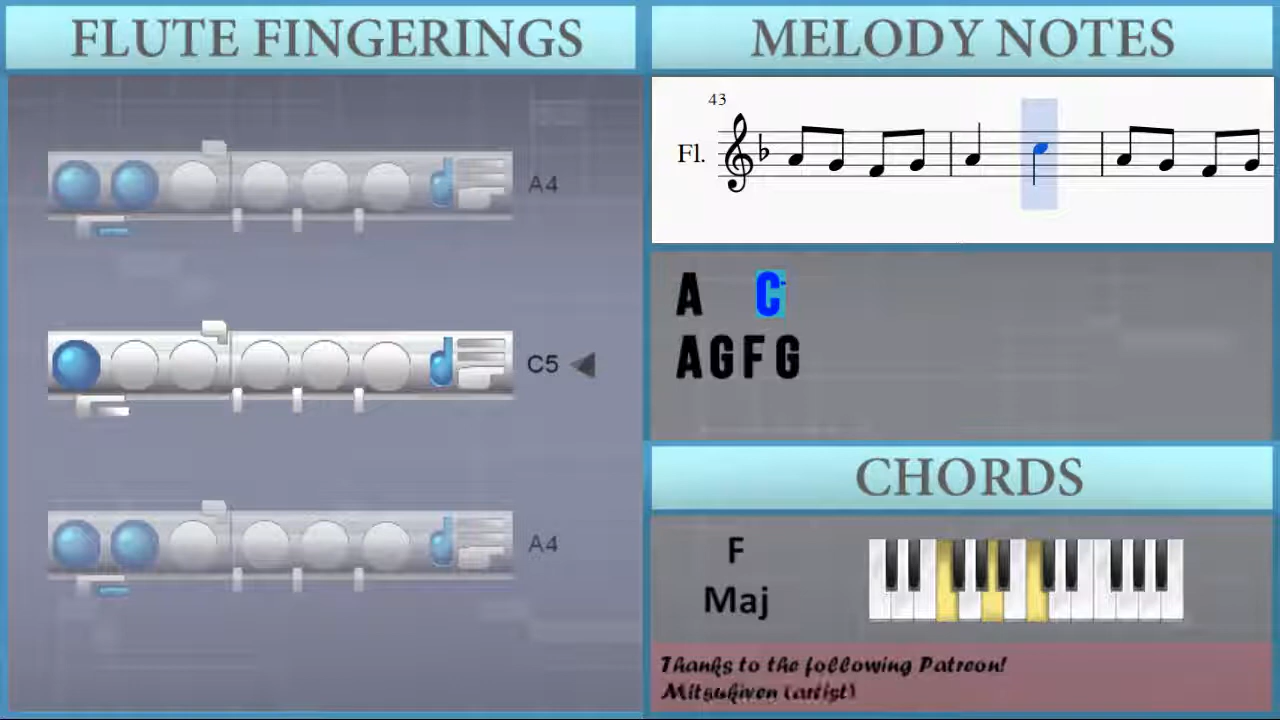 FLUTE FINGERINGS
A4
C5
A4
MELODY NOTES
43
Fl.
A C
A G F G
CHORDS
F
Maj
Thanks to the following Patreon!
Mitsukiven (artist)